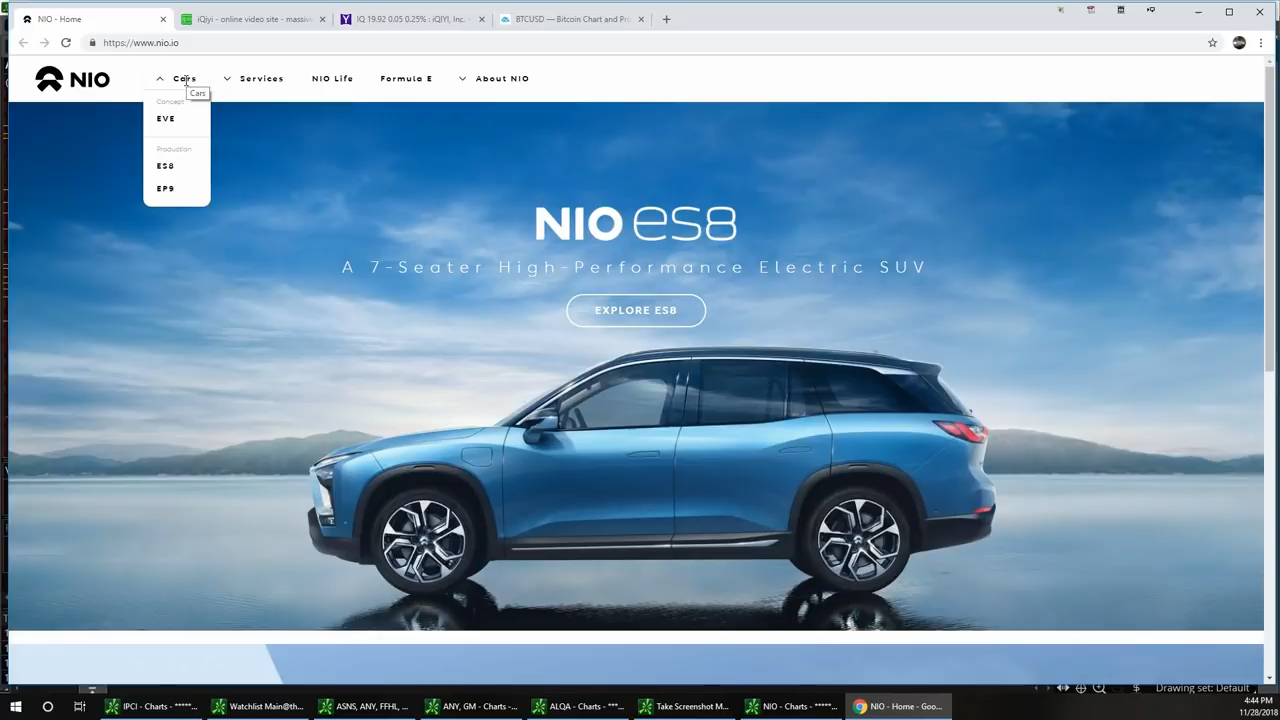 NIO - Home
iQiyi - online video site - massive
IQ 19.92 0.05 0.25% : iQIYI, Inc. -
BTCUSD — Bitcoin Chart and Pri
https://www.nio.io
NIO
Cars
Services
NIO Life
Formula E
About NIO
Cars
Concept
EVE
Production
ES8
EP9
NIO es8
A 7-Seater High-Performance Electric SUV
EXPLORE ES8
Drawing set: Default
IPCI - Charts - *****...
Watchlist Main@th...
ASNS, ANY, FFHL, ...
ANY, GM - Charts -...
ALQA - Charts - ***...
Take Screenshot M...
NIO - Charts - *****...
NIO - Home - Goo...
4:44 PM
11/28/2018